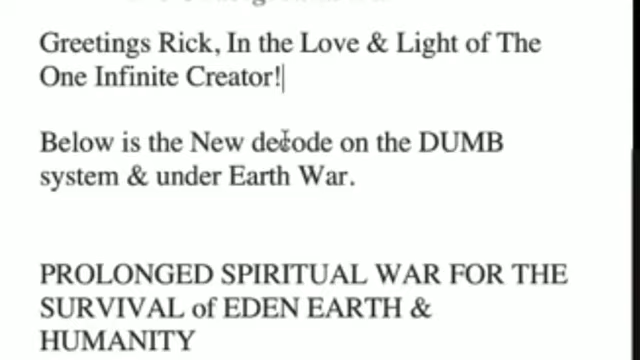 Greetings Rick, In the Love & Light of The
One Infinite Creator!
Below is the New decode on the DUMB
system & under Earth War.
PROLONGED SPIRITUAL WAR FOR THE
SURVIVAL of EDEN EARTH &
HUMANITY